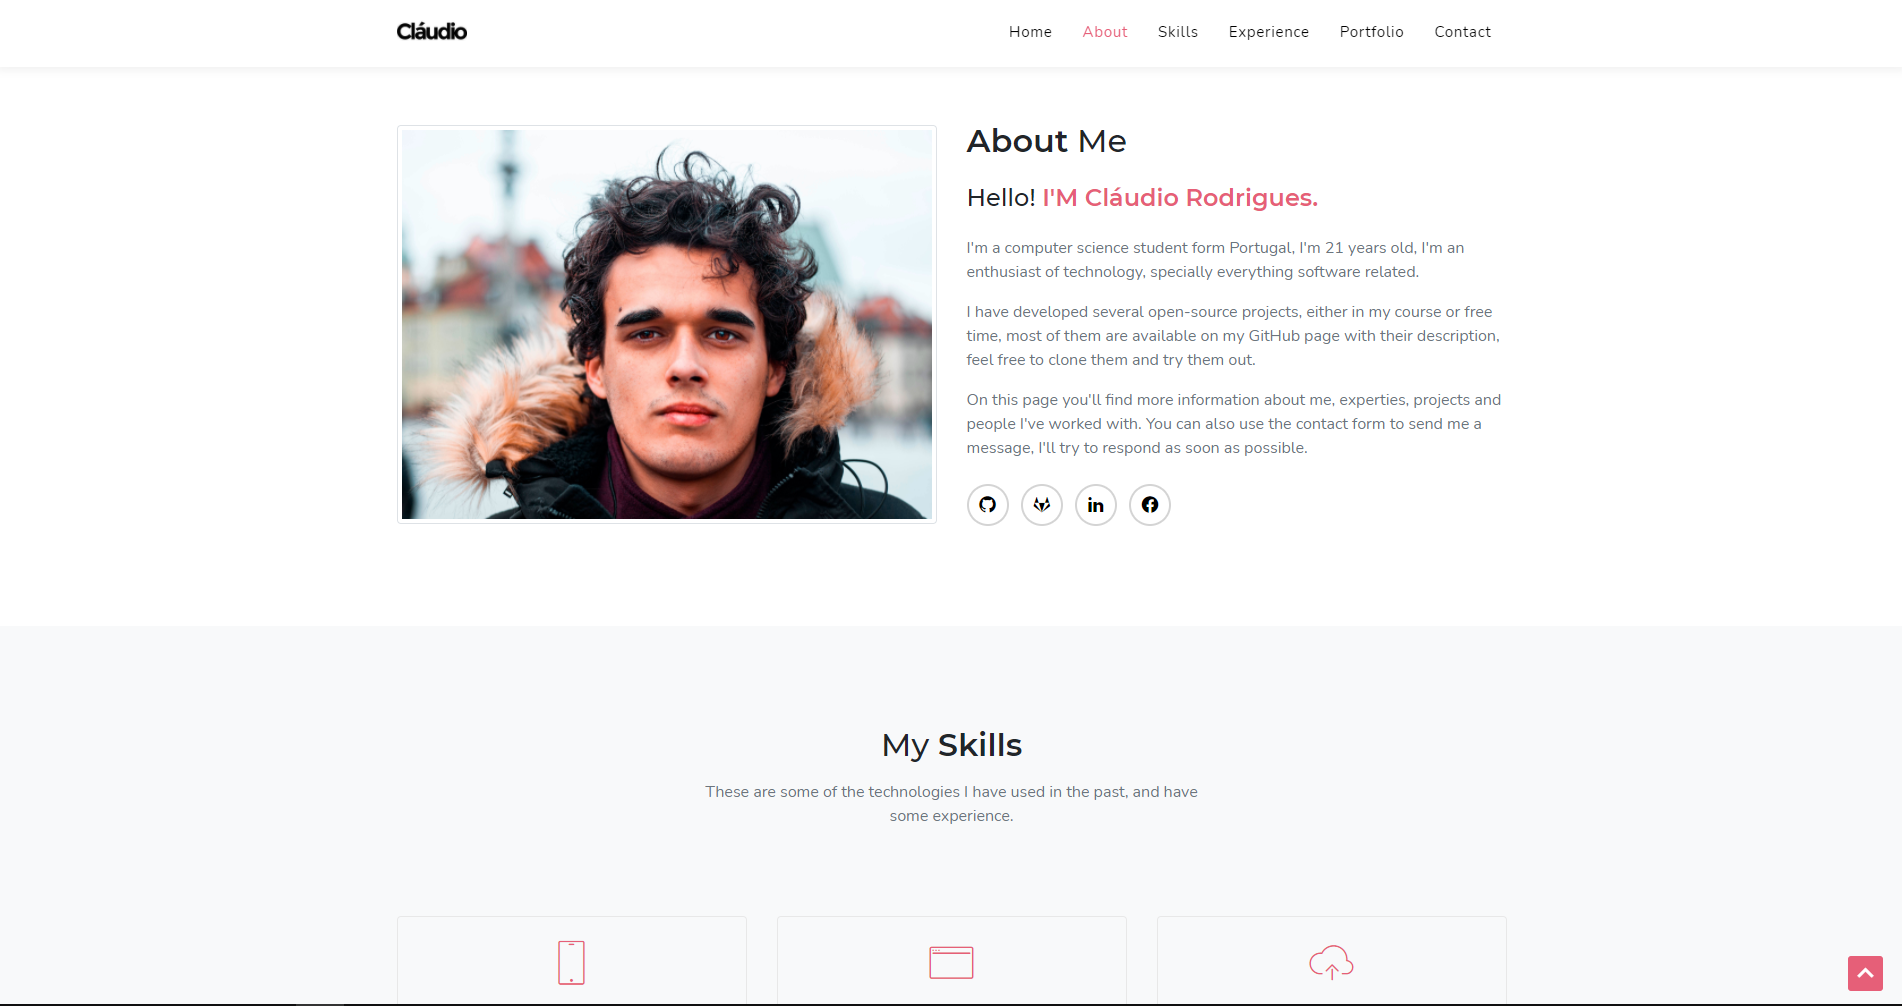 Cláudio
Home About Skills Experience Portfolio Contact
About Me
Hello! I'M Cláudio Rodrigues.
I'm a computer science student form Portugal, I'm 21 years old, I'm an
enthusiast of technology, specially everything software related.
I have developed several open-source projects, either in my course or free
time, most of them are available on my GitHub page with their description,
feel free to clone them and try them out.
On this page you'll find more information about me, experties, projects and
people I've worked with. You can also use the contact form to send me a
message, I'll try to respond as soon as possible.
in
My Skills
These are some of the technologies I have used in the past, and have
some experience.